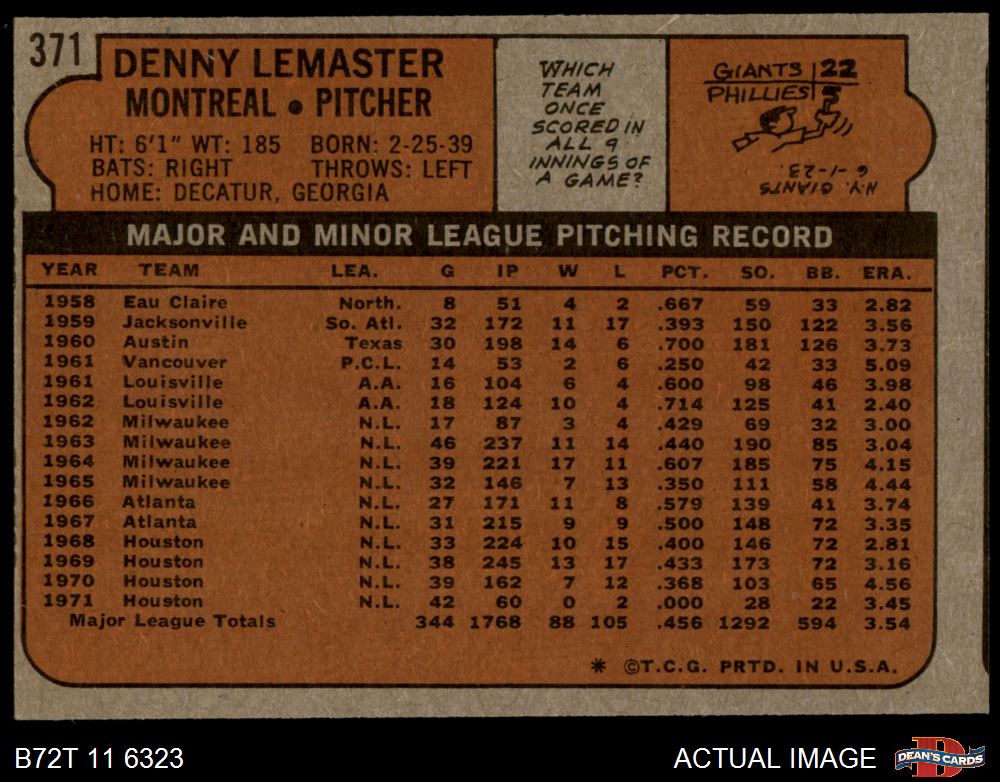 371
DENNY LEMASTER
MONTREAL • PITCHER
HT: 6'1" WT: 185 BORN: 2-25-39
BATS: RIGHT THROWS: LEFT
HOME: DECATUR, GEORGIA
WHICH
TEAM
ONCE
SCORED IN
ALL 9
INNINGS OF
A GAME?
GIANTS 22
PHILLIES
N.Y. GIANTS
6-1-23.
MAJOR AND MINOR LEAGUE PITCHING RECORD
YEAR TEAM LEA. G IP W L PCT. SO. BB. ERA.
1958 Eau Claire North. 8 51 4 2 .667 59 33 2.82
1959 Jacksonville So. Atl. 32 172 11 17 .393 150 122 3.56
1960 Austin Texas 30 198 14 6 .700 181 126 3.73
1961 Vancouver P.C.L. 14 53 2 6 .250 42 33 5.09
1961 Louisville A.A. 16 104 6 4 .600 98 46 3.98
1962 Louisville A.A. 18 124 10 4 .714 125 41 2.40
1962 Milwaukee N.L. 17 87 3 4 .429 69 32 3.00
1963 Milwaukee N.L. 46 237 11 14 .440 190 85 3.04
1964 Milwaukee N.L. 39 221 17 11 .607 185 75 4.15
1965 Milwaukee N.L. 32 146 7 13 .350 111 58 4.44
1966 Atlanta N.L. 27 171 11 8 .579 139 41 3.74
1967 Atlanta N.L. 31 215 9 9 .500 148 72 3.35
1968 Houston N.L. 33 224 10 15 .400 146 72 2.81
1969 Houston N.L. 38 245 13 17 .433 173 72 3.16
1970 Houston N.L. 39 162 7 12 .368 103 65 4.56
1971 Houston N.L. 42 60 0 2 .000 28 22 3.45
Major League Totals 344 1768 88 105 .456 1292 594 3.54
* ©T.C.G. PRTD. IN U.S.A.
B72T 11 6323
ACTUAL IMAGE
D
DEAN'S CARDS